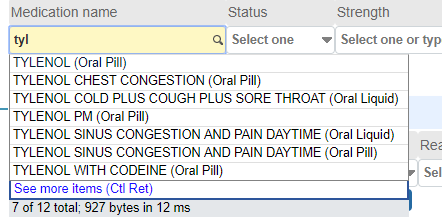 Medication name Status Strength
tyl Select one Select one or typ
TYLENOL (Oral Pill)
TYLENOL CHEST CONGESTION (Oral Pill)
TYLENOL COLD PLUS COUGH PLUS SORE THROAT (Oral Liquid)
TYLENOL PM (Oral Pill)
TYLENOL SINUS CONGESTION AND PAIN DAYTIME (Oral Liquid)
Rea
TYLENOL SINUS CONGESTION AND PAIN DAYTIME (Oral Pill)
TYLENOL WITH CODEINE (Oral Pill)
Sel
See more items (Ctl Ret)
7 of 12 total; 927 bytes in 12 ms